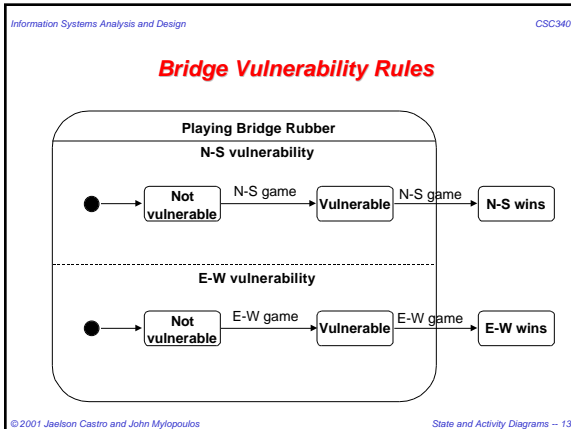 Information Systems Analysis and Design CSC340
Bridge Vulnerability Rules
Playing Bridge Rubber
N-S vulnerability
Not
vulnerable
N-S game
Vulnerable
N-S game
N-S wins
E-W vulnerability
Not
vulnerable
E-W game
Vulnerable
E-W game
E-W wins
© 2001 Jaelson Castro and John Mylopoulos State and Activity Diagrams -- 13